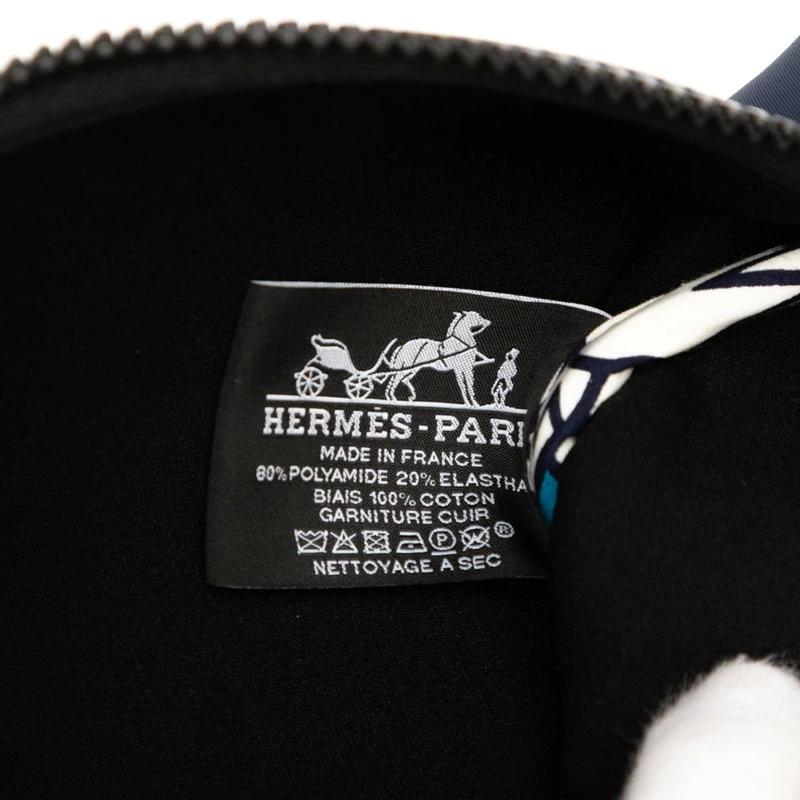 HERMÈS-PARI
MADE IN FRANCE
80% POLYAMIDE 20% ELASTHA
BIAIS 100% COTON
GARNITURE CUIR
P W ®
NETTOYAGE A SEC